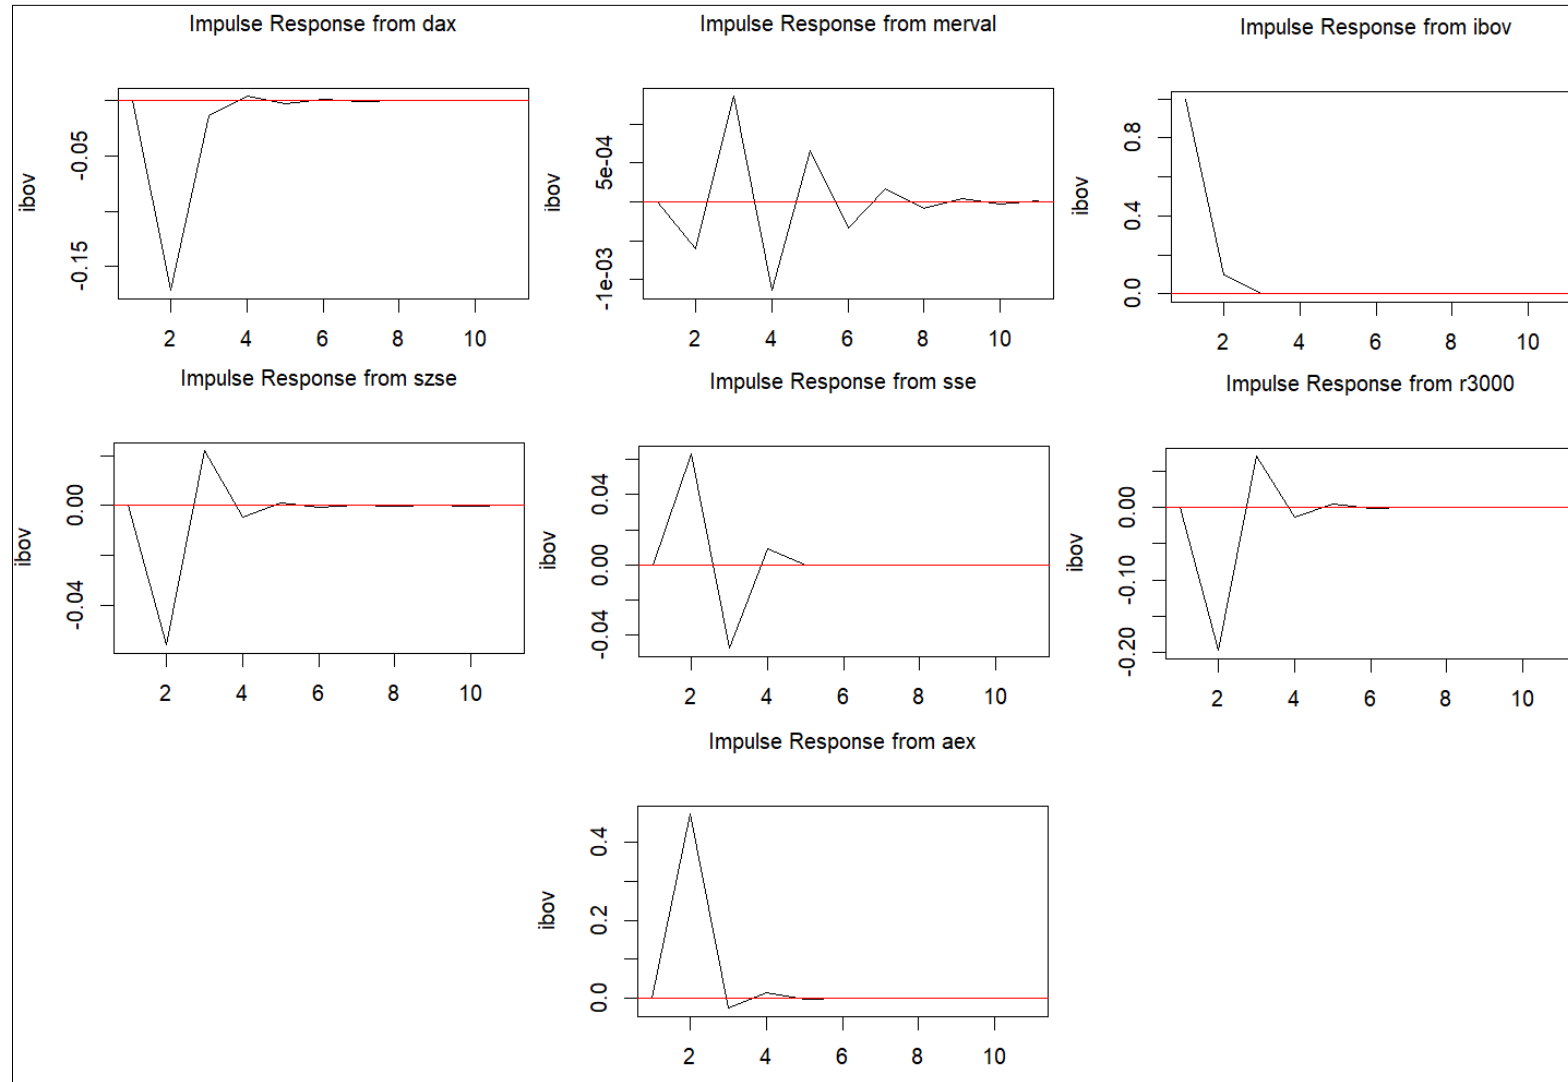 Impulse Response from dax
Impulse Response from merval
Impulse Response from ibov
ibov
-0.15
-0.05
2 4 6 8 10
ibov
-1e-03
5e-04
2 4 6 8 10
ibov
0.0
0.4
0.8
2 4 6 8 10
Impulse Response from szse
Impulse Response from sse
Impulse Response from r3000
ibov
-0.04
0.00
2 4 6 8 10
ibov
-0.04
0.00
0.04
2 4 6 8 10
ibov
-0.20
-0.10
0.00
2 4 6 8 10
Impulse Response from aex
ibov
0.0
0.2
0.4
2 4 6 8 10